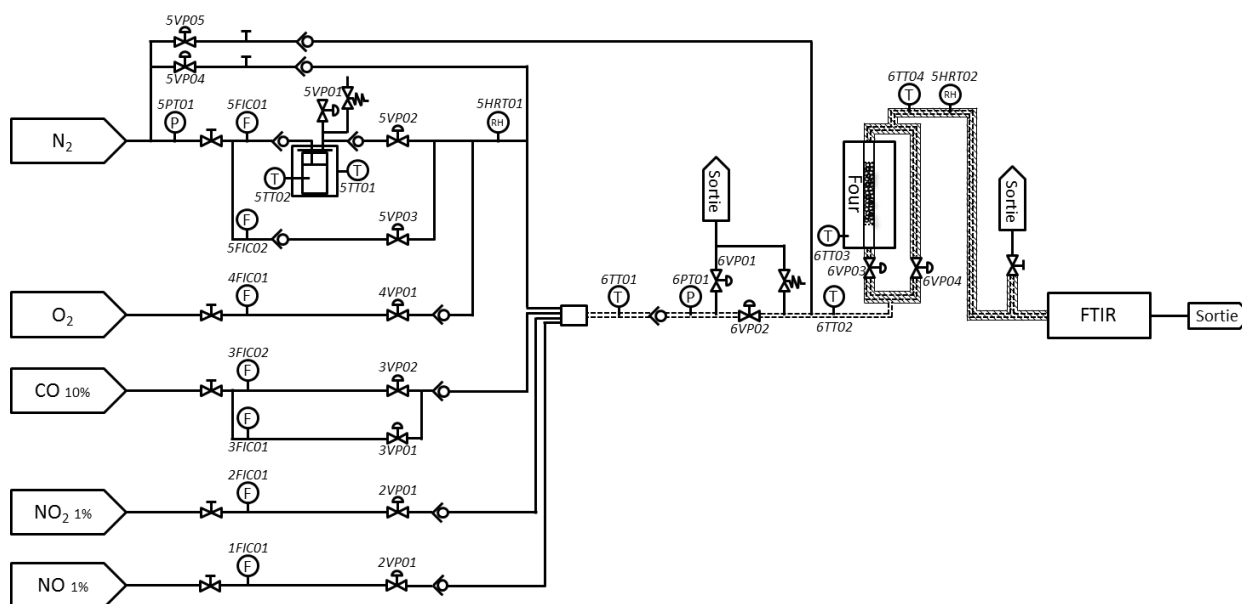 5VP05
5VP04
5PT01
P
5FIC01
F
5VP01
5VP02
5HRT01
RH
N2
T
5TT02
T
5TT01
F
5FIC02
5VP03
6TT04
T
5HRT02
RH
Four
T
6TT03
6VP03
6VP04
Sortie
Sortie
6VP01
4FIC01
F
4VP01
O2
6TT01
T
6PT01
P
6VP02
T
6TT02
FTIR
Sortie
3FIC02
F
3VP02
CO 10%
F
3FIC01
3VP01
2FIC01
F
2VP01
NO2 1%
1FIC01
F
2VP01
NO 1%